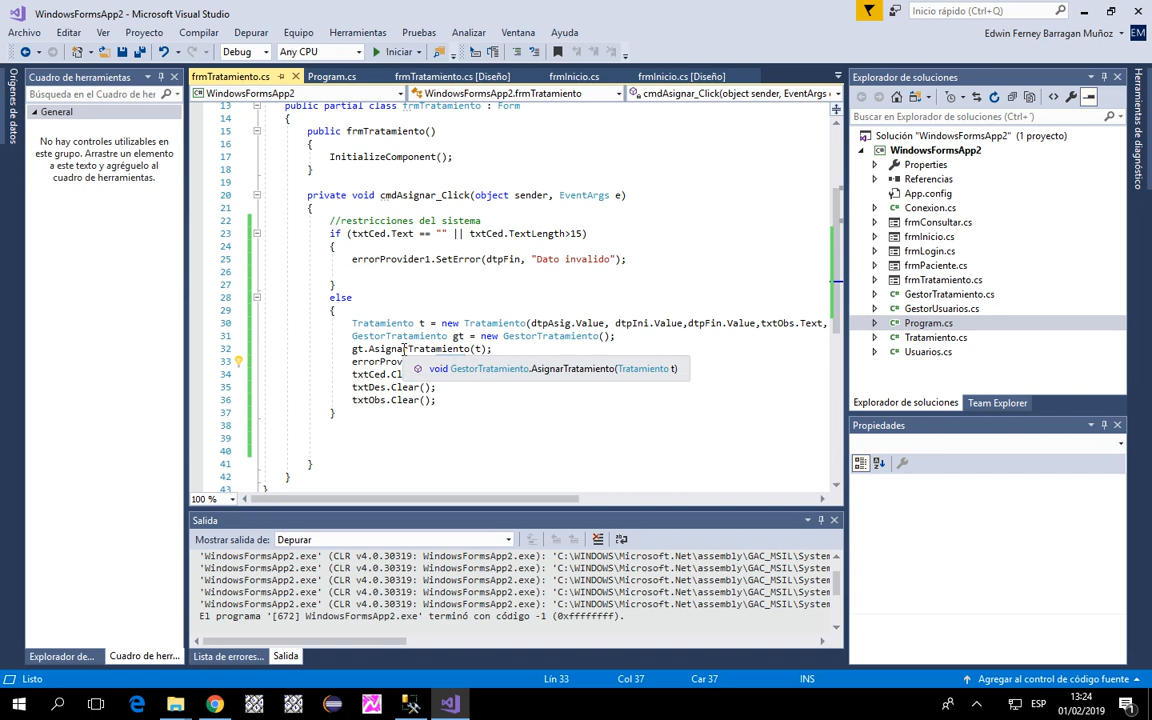 WindowsFormsApp2 - Microsoft Visual Studio
Inicio rápido (Ctrl+Q)
Archivo Editar Ver Proyecto Compilar Depurar Equipo Herramientas Pruebas Analizar Ventana Ayuda
Edwin Ferney Barragan Muñoz EM
Debug Any CPU Iniciar
Orígenes de datos
Cuadro de herramientas
Buscar en el Cuadro de her
General
No hay controles utilizables en
este grupo. Arrastre un elemento
a este texto y agréguelo al
cuadro de herramientas.
Explorador de... Cuadro de herr...
frmTratamiento.cs Program.cs frmTratamiento.cs [Diseño] frmInicio.cs frmInicio.cs [Diseño]
WindowsFormsApp2 WindowsFormsApp2.frmTratamiento cmdAsignar_Click(object sender, EventArgs e
13 public partial class frmTratamiento : Form
14 {
15 public frmTratamiento()
16 {
17 InitializeComponent();
18 }
19
20 private void cmdAsignar_Click(object sender, EventArgs e)
21 {
22 //restricciones del sistema
23 if (txtCed.Text == "" || txtCed.TextLength>15)
24 {
25 errorProvider1.SetError(dtpFin, "Dato invalido");
26
27 }
28 else
29 {
30 Tratamiento t = new Tratamiento(dtpAsig.Value, dtpIni.Value,dtpFin.Value,txtObs.Text,
31 GestorTratamiento gt = new GestorTratamiento();
32 gt.AsignarTratamiento(t);
33 errorProv
void GestorTratamiento.AsignarTratamiento(Tratamiento t)
34 txtCed.Cl
35 txtDes.Clear();
36 txtObs.Clear();
37 }
38
39
40
41 }
42 }
43 }
100 %
Salida
Mostrar salida de: Depurar
'WindowsFormsApp2.exe' (CLR v4.0.30319: WindowsFormsApp2.exe): 'C:\WINDOWS\Microsoft.Net\assembly\GAC_MSIL\System
'WindowsFormsApp2.exe' (CLR v4.0.30319: WindowsFormsApp2.exe): 'C:\WINDOWS\Microsoft.Net\assembly\GAC_MSIL\System
'WindowsFormsApp2.exe' (CLR v4.0.30319: WindowsFormsApp2.exe): 'C:\WINDOWS\Microsoft.Net\assembly\GAC_MSIL\System
'WindowsFormsApp2.exe' (CLR v4.0.30319: WindowsFormsApp2.exe): 'C:\WINDOWS\Microsoft.Net\assembly\GAC_MSIL\System
'WindowsFormsApp2.exe' (CLR v4.0.30319: WindowsFormsApp2.exe): 'C:\WINDOWS\Microsoft.Net\assembly\GAC_MSIL\System
El programa '[672] WindowsFormsApp2.exe' terminó con código -1 (0xffffffff).
Lista de errores... Salida
Explorador de soluciones
Buscar en Explorador de soluciones (Ctrl+')
Solución "WindowsFormsApp2" (1 proyecto)
WindowsFormsApp2
Properties
Referencias
App.config
Conexion.cs
frmConsultar.cs
frmInicio.cs
frmLogin.cs
frmPaciente.cs
frmTratamiento.cs
GestorTratamiento.cs
GestorUsuarios.cs
Program.cs
Tratamiento.cs
Usuarios.cs
Explorador de soluciones Team Explorer
Propiedades
Herramientas de diagnóstico
Listo Lín 33 Col 37 Car 37 INS Agregar al control de código fuente
ESP 13:24
01/02/2019